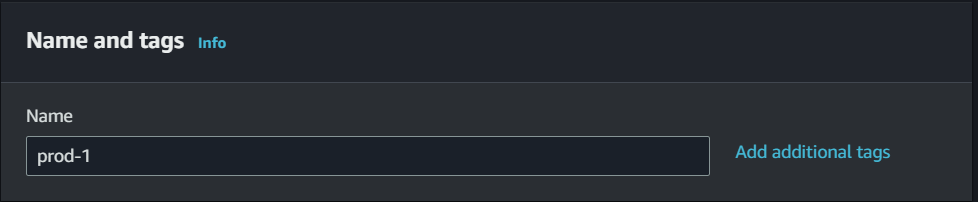 Name and tags Info
Name
prod-1
Add additional tags